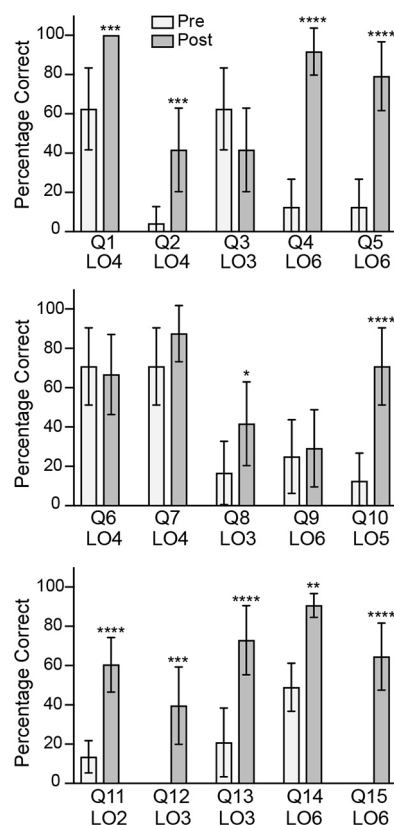 Pre
Post
Percentage Correct
100
80
60
40
20
0
***
***
****
****
Q1 Q2 Q3 Q4 Q5
LO4 LO4 LO3 LO6 LO6
Percentage Correct
100
80
60
40
20
0
*
****
Q6 Q7 Q8 Q9 Q10
LO4 LO4 LO3 LO6 LO5
Percentage Correct
100
80
60
40
20
0
****
***
****
**
****
Q11 Q12 Q13 Q14 Q15
LO2 LO3 LO3 LO6 LO6